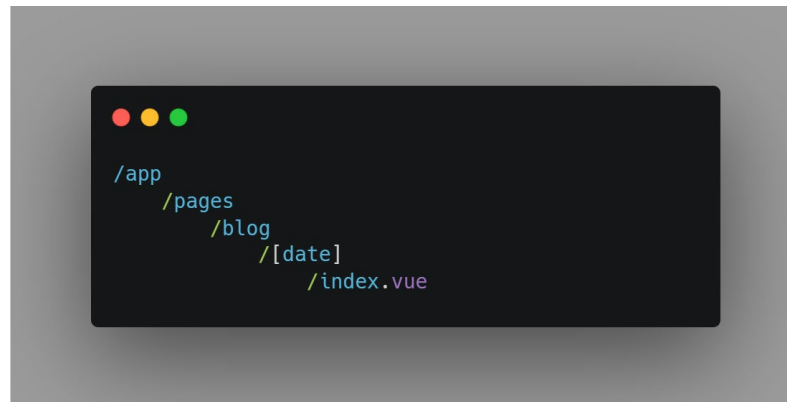 /app
/pages
/blog
/[date]
/index.vue